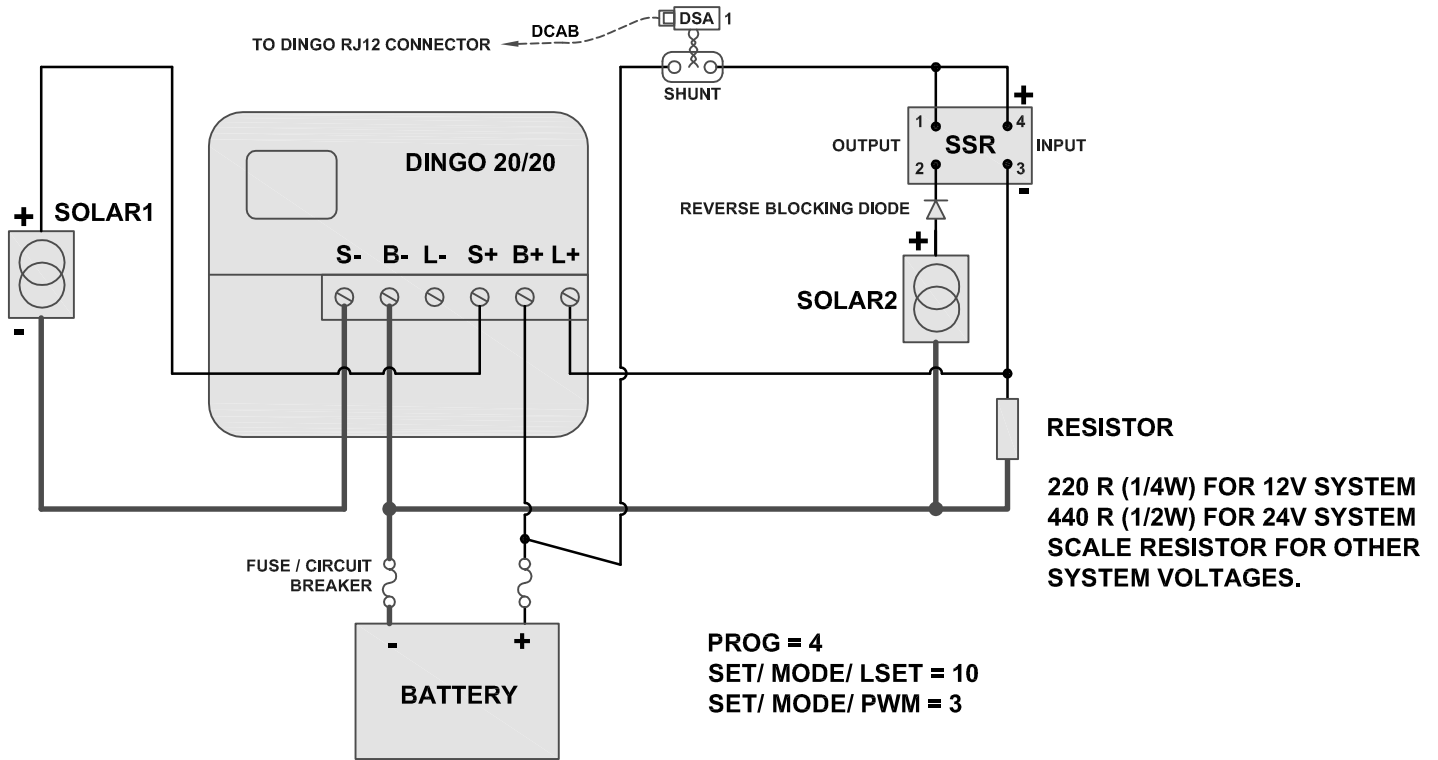 DSA 1
DCAB
TO DINGO RJ12 CONNECTOR
SHUNT
+
1 4
OUTPUT SSR INPUT
2 3
-
DINGO 20/20
REVERSE BLOCKING DIODE
+ SOLAR1
-
S- B- L- S+ B+ L+
+
SOLAR2
RESISTOR
220 R (1/4W) FOR 12V SYSTEM
440 R (1/2W) FOR 24V SYSTEM
SCALE RESISTOR FOR OTHER
SYSTEM VOLTAGES.
FUSE / CIRCUIT
BREAKER
- +
BATTERY
PROG = 4
SET/ MODE/ LSET = 10
SET/ MODE/ PWM = 3